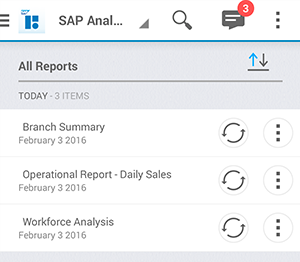 SAP Anal...
3
All Reports
TODAY - 3 ITEMS
Branch Summary
February 3 2016
Operational Report - Daily Sales
February 3 2016
Workforce Analysis
February 3 2016